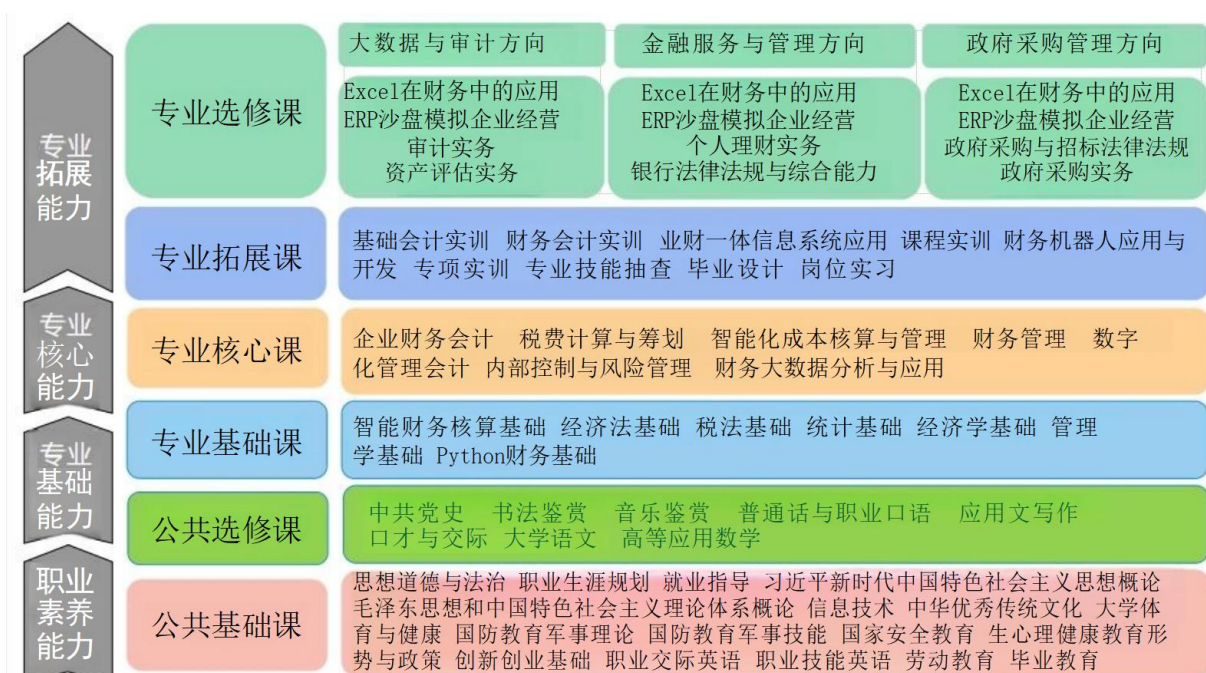 专业
拓展
能力
专业选修课
大数据与审计方向
Excel在财务中的应用
ERP沙盘模拟企业经营
审计实务
资产评估实务
金融服务与管理方向
Excel在财务中的应用
ERP沙盘模拟企业经营
个人理财实务
银行法律法规与综合能力
政府采购管理方向
Excel在财务中的应用
ERP沙盘模拟企业经营
政府采购与招标法律法规
政府采购实务
专业拓展课
基础会计实训 财务会计实训 业财一体信息系统应用 课程实训 财务机器人应用与
开发 专项实训 专业技能抽查 毕业设计 岗位实习
专业
核心
能力
专业核心课
企业财务会计 税费计算与筹划 智能化成本核算与管理 财务管理 数字
化管理会计 内部控制与风险管理 财务大数据分析与应用
专业
基础
能力
专业基础课
智能财务核算基础 经济法基础 税法基础 统计基础 经济学基础 管理
学基础 Python财务基础
公共选修课
中共党史 书法鉴赏 音乐鉴赏 普通话与职业口语 应用文写作
口才与交际 大学语文 高等应用数学
职业
素养
能力
公共基础课
思想道德与法治 职业生涯规划 就业指导 习近平新时代中国特色社会主义思想概论
毛泽东思想和中国特色社会主义理论体系概论 信息技术 中华优秀传统文化 大学体
育与健康 国防教育军事理论 国防教育军事技能 国家安全教育 生心理健康教育形
势与政策 创新创业基础 职业交际英语 职业技能英语 劳动教育 毕业教育